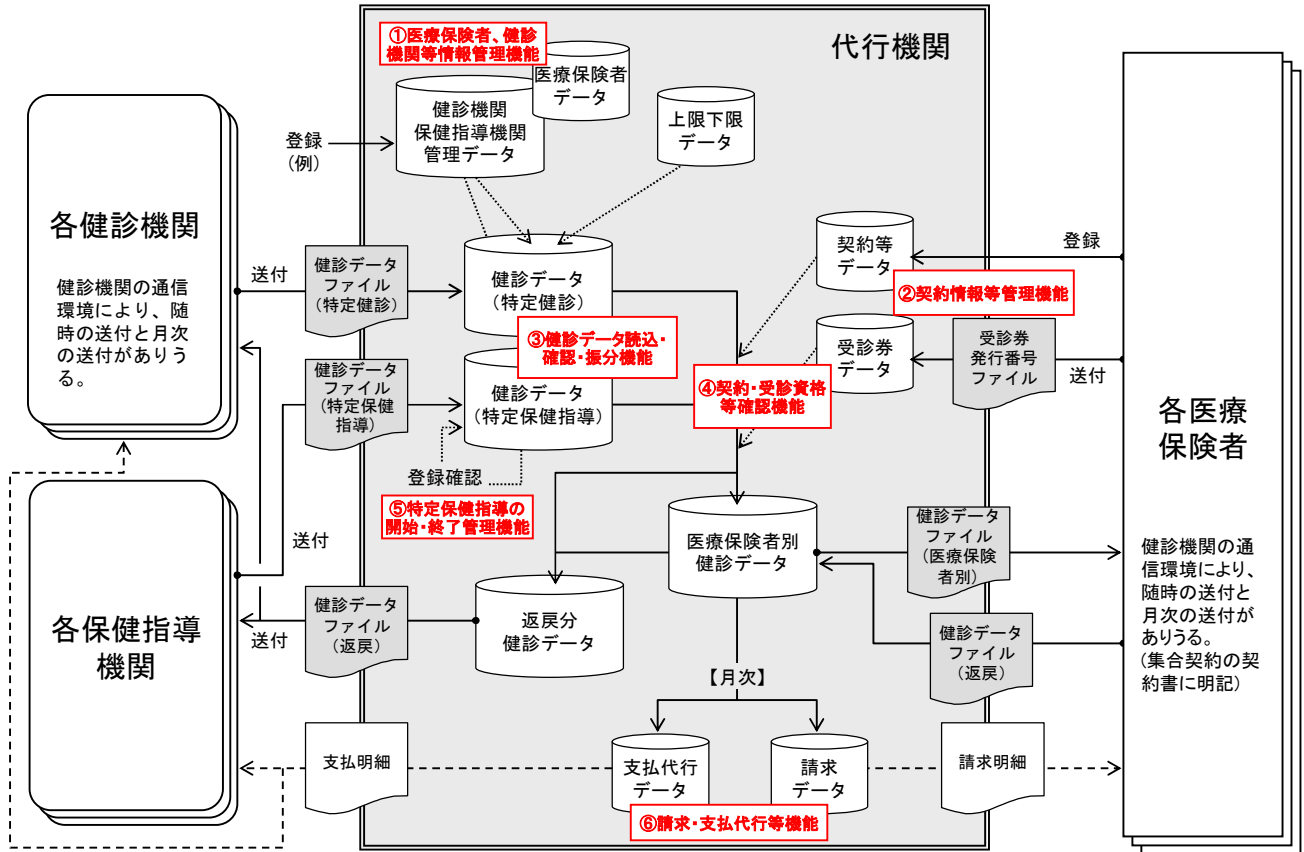 代行機関
①医療保険者、健診
機関等情報管理機能
医療保険者
データ
健診機関
保健指導機関
管理データ
上限下限
データ
登録
(例)
各健診機関
健診機関の通信
環境により、随
時の送付と月次
の送付がありう
る。
送付
健診データ
ファイル
(特定健診)
健診データ
(特定健診)
契約等
データ
登録
②契約情報等管理機能
③健診データ読込・
確認・振分機能
受診券
データ
受診券
発行番号
ファイル
送付
健診データ
ファイル
(特定保健
指導)
健診データ
(特定保健指導)
④契約・受診資格
等確認機能
各医療
保険者
健診機関の通
信環境により、
随時の送付と
月次の送付が
ありうる。
(集合契約の契
約書に明記)
登録確認
⑤特定保健指導の
開始・終了管理機能
送付
医療保険者別
健診データ
健診データ
ファイル
(医療保険
者別)
各保健指導
機関
送付
健診データ
ファイル
(返戻)
返戻分
健診データ
健診データ
ファイル
(返戻)
【月次】
支払明細
支払代行
データ
請求
データ
請求明細
⑥請求・支払代行等機能